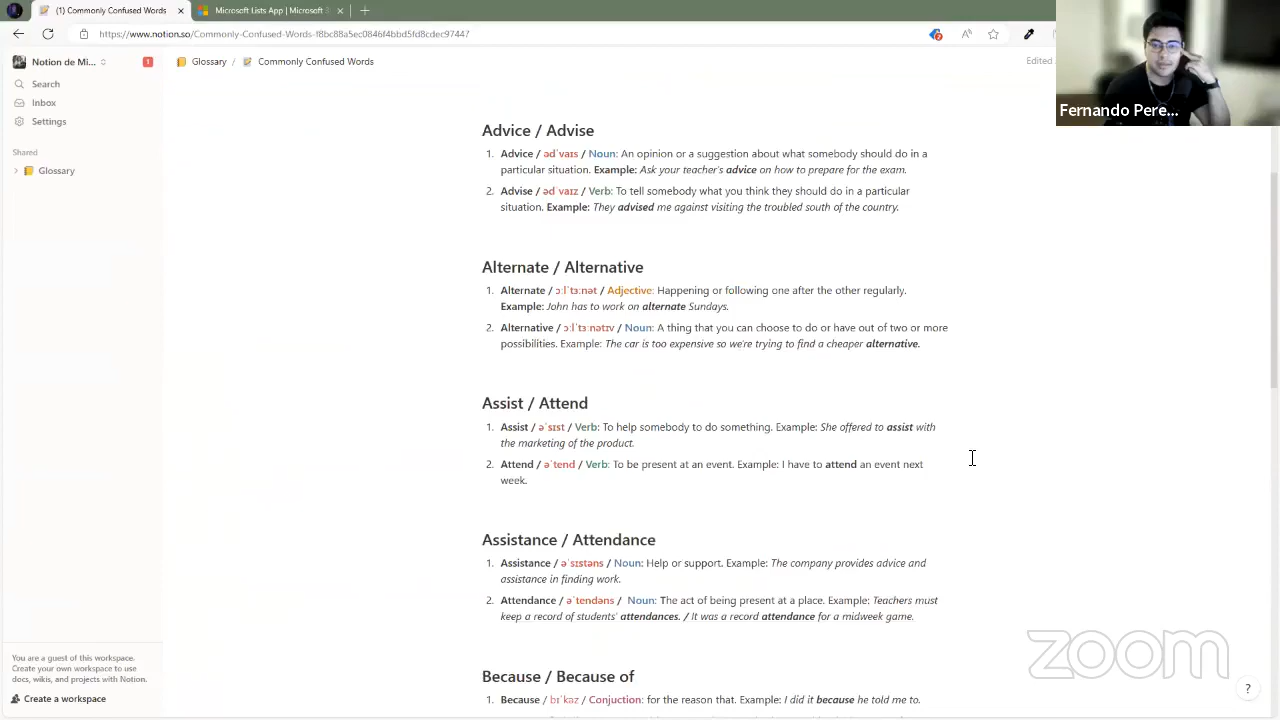 (1) Commonly Confused Words
Microsoft Lists App | Microsoft 3
https://www.notion.so/Commonly-Confused-Words-f8bc88a5ec0846f4bbd5fd8cdec97447
Notion de Mi...
1
Glossary / Commonly Confused Words
Edited
Search
Inbox
Settings
Shared
Glossary
Fernando Pere...
Advice / Advise
1. Advice / ədˈvaɪs / Noun: An opinion or a suggestion about what somebody should do in a
particular situation. Example: Ask your teacher's advice on how to prepare for the exam.
2. Advise / ədˈvaɪz / Verb: To tell somebody what you think they should do in a particular
situation. Example: They advised me against visiting the troubled south of the country.
Alternate / Alternative
1. Alternate / ɔːlˈtɜːnət / Adjective: Happening or following one after the other regularly.
Example: John has to work on alternate Sundays.
2. Alternative / ɔːlˈtɜːnətɪv / Noun: A thing that you can choose to do or have out of two or more
possibilities. Example: The car is too expensive so we're trying to find a cheaper alternative.
Assist / Attend
1. Assist / əˈsɪst / Verb: To help somebody to do something. Example: She offered to assist with
the marketing of the product.
2. Attend / əˈtend / Verb: To be present at an event. Example: I have to attend an event next
week.
Assistance / Attendance
1. Assistance / əˈsɪstəns / Noun: Help or support. Example: The company provides advice and
assistance in finding work.
2. Attendance / əˈtendəns / Noun: The act of being present at a place. Example: Teachers must
keep a record of students' attendances. / It was a record attendance for a midweek game.
Because / Because of
1. Because / bɪˈkəz / Conjuction: for the reason that. Example: I did it because he told me to.
You are a guest of this workspace.
Create your own workspace to use
docs, wikis, and projects with Notion.
Create a workspace
zoom
?